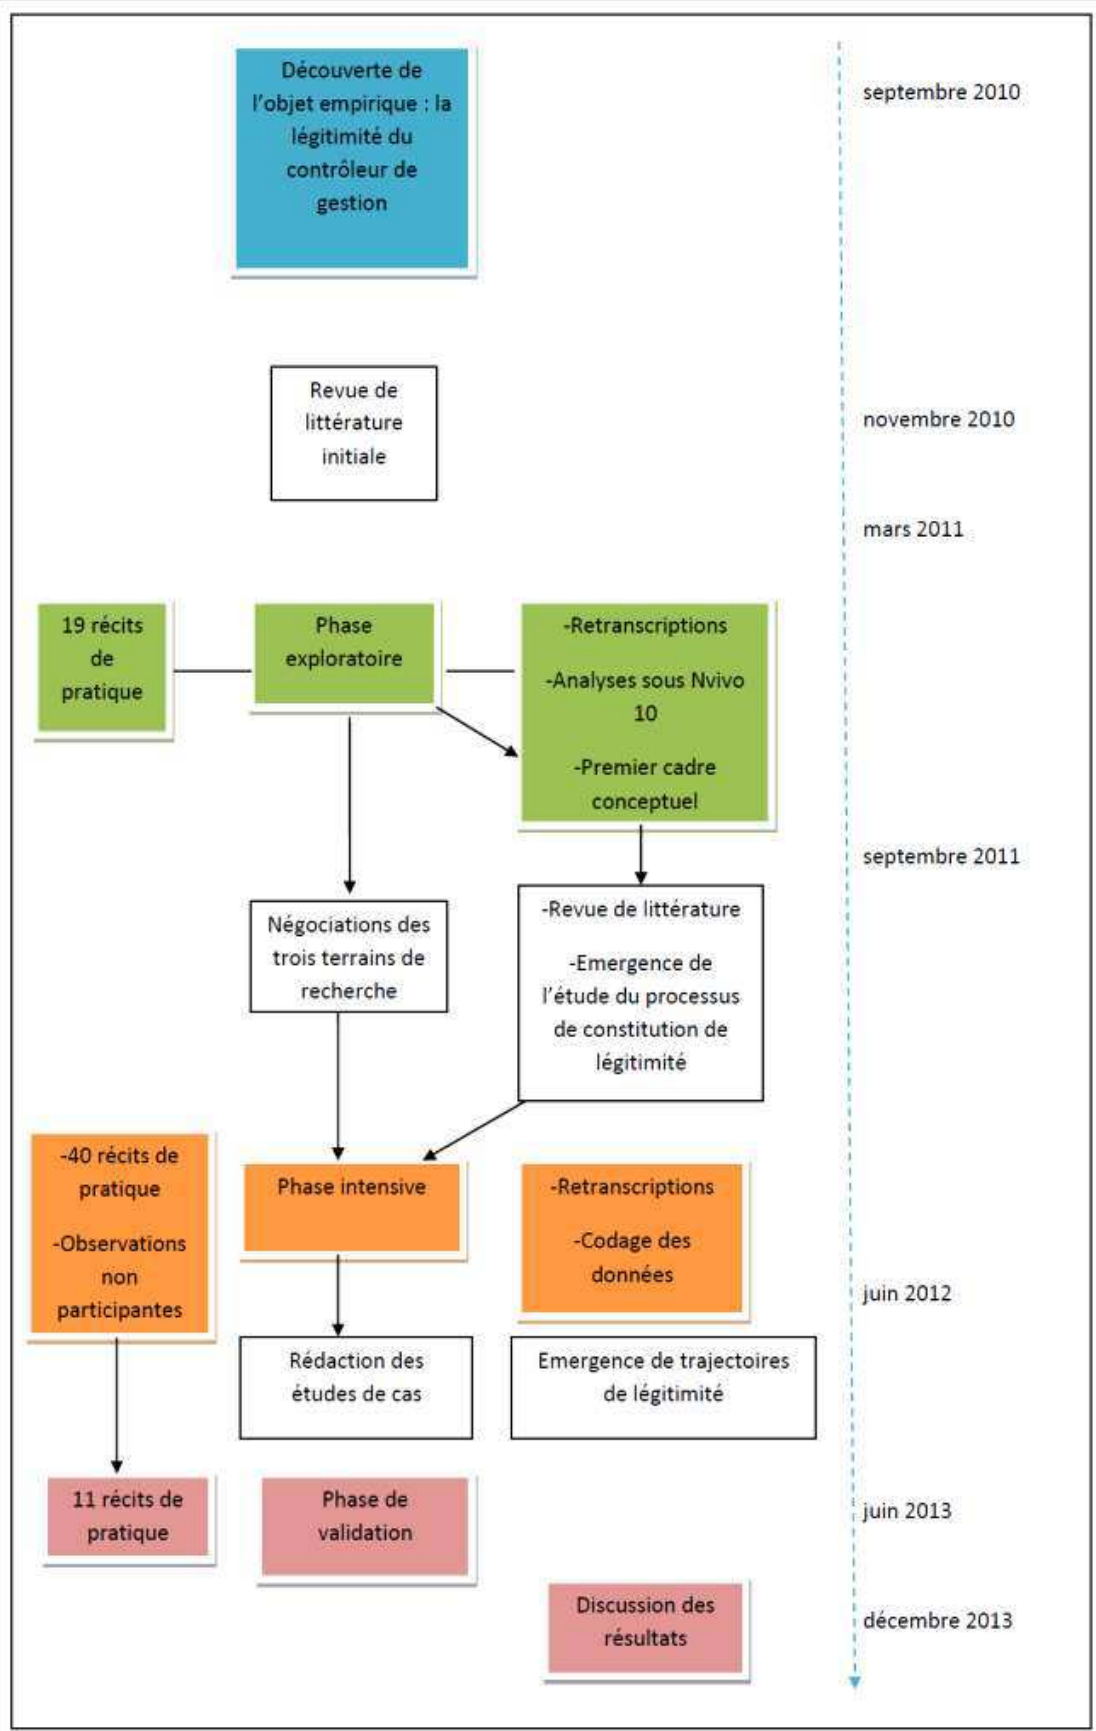 Découverte de
l'objet empirique : la
légitimité du
contrôleur de
gestion
septembre 2010
Revue de
littérature
initiale
novembre 2010
mars 2011
19 récits
de
pratique
Phase
exploratoire
-Retranscriptions
-Analyses sous Nvivo
10
-Premier cadre
conceptuel
septembre 2011
Négociations des
trois terrains de
recherche
-Revue de littérature
-Emergence de
l'étude du processus
de constitution de
légitimité
-40 récits de
pratique
-Observations
non
participantes
Phase intensive
-Retranscriptions
-Codage des
données
juin 2012
Rédaction des
études de cas
Emergence de trajectoires
de légitimité
11 récits de
pratique
Phase de
validation
juin 2013
Discussion des
résultats
décembre 2013